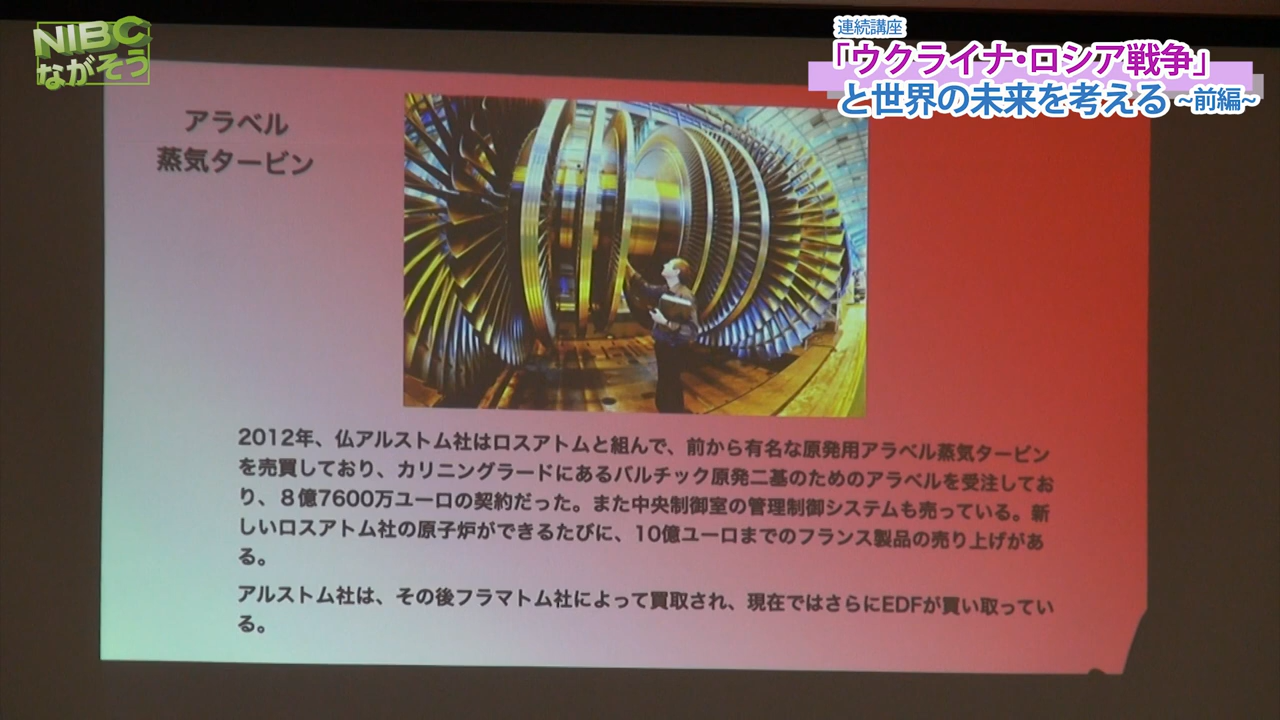 NIBC
ながそう
連続講座
「ウクライナ・ロシア戦争」
と世界の未来を考える ~前編~
アラベル
蒸気タービン
2012年、仏アルストム社はロスアトムと組んで、前から有名な原発用アラベル蒸気タービン
を売買しており、カリニングラードにあるバルチック原発二基のためのアラベルを受注してお
り、８億7600万ユーロの契約だった。また中央制御室の管理制御システムも売っている。新
しいロスアトム社の原子炉ができるたびに、10億ユーロまでのフランス製品の売り上げがあ
る。
アルストム社は、その後フラマトム社によって買取され、現在ではさらにEDFが買い取ってい
る。